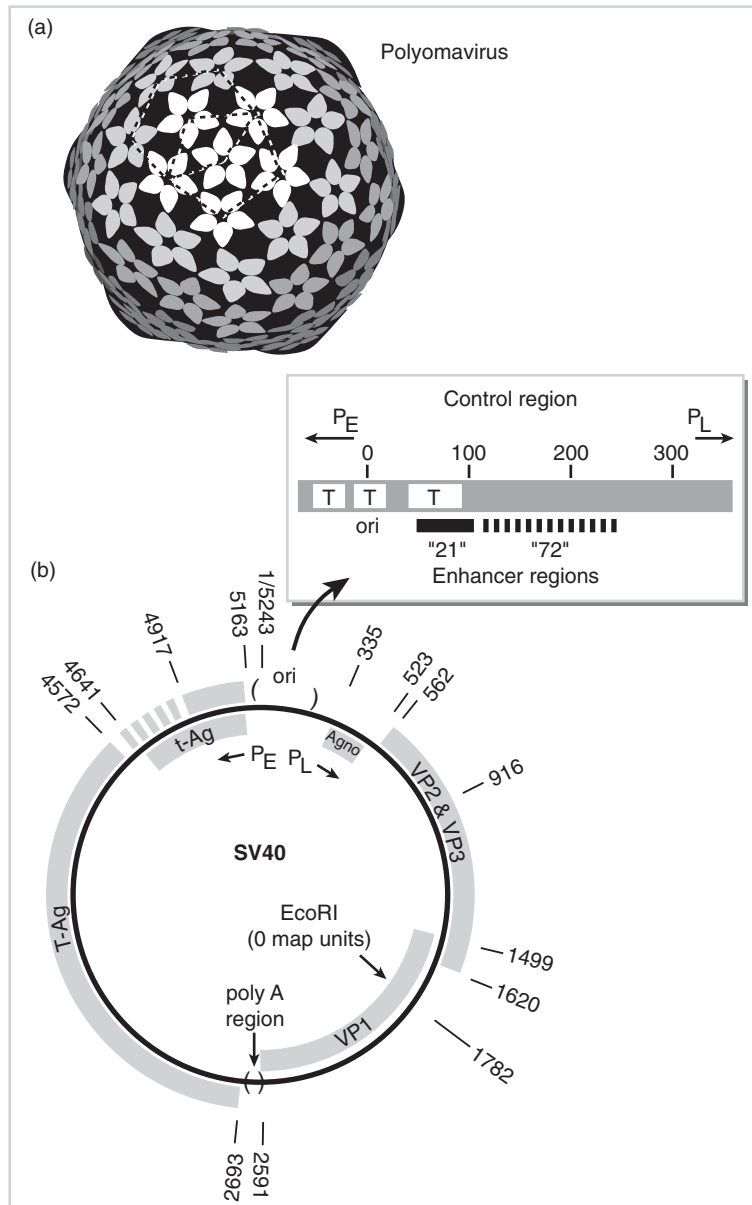 (a)
Polyomavirus
Control region
PE
PL
0 100 200 300
T T T
ori
"21" "72"
Enhancer regions
(b)
4572
4641
4917
5163
1/5243
ori
335
523
562
916
1499
1620
1782
2591
2693
t-Ag
PE PL
Agno
VP2 & VP3
SV40
T-Ag
EcoRI
(0 map units)
poly A
region
VP1
( )
( )